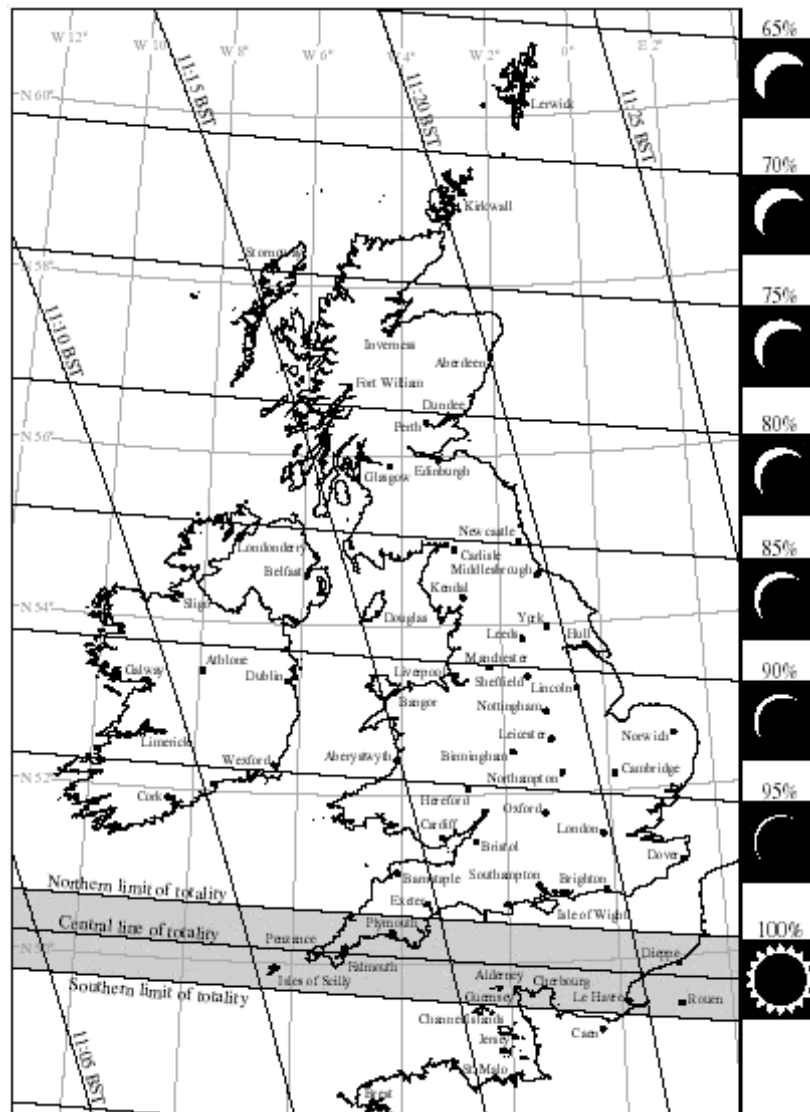 65%
W 12° W 10° W 8° W 6° W 4° W 2° 0° E 2°
11:15 BST
11:20 BST
11:25 BST
N 60°
Lerwick
70%
Kirkwall
Stornoway
N 58°
75%
11:10 BST
Inverness
Aberdeen
Fort William
Dundee
Perth
80%
N 56°
Glasgow
Edinburgh
Newcastle
85%
Londonderry
Carlisle
Belfast
Middlesbrough
Kendal
N 54°
Sligo
Douglas
York
Leeds
Hull
Manchester
90%
Athlone
Galway
Dublin
Liverpool
Sheffield
Lincoln
Bangor
Nottingham
Limerick
Leicester
Norwich
Wexford
Aberystwyth
Birmingham
N 52°
Northampton
Cambridge
95%
Cork
Hereford
Oxford
Cardiff
London
Bristol
Dover
Northern limit of totality
Barnstaple
Southampton
Brighton
Exeter
Isle of Wight
100%
Central line of totality
Plymouth
Penzance
N 50°
Dieppe
Falmouth
Isles of Scilly
Alderney
Cherbourg
Southern limit of totality
Guernsey
Le Havre
Rouen
Channel Islands
Caen
11:05 BST
Jersey
St. Malo
Brest